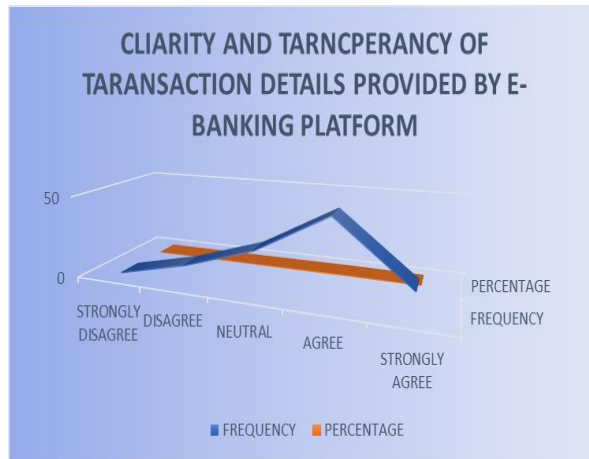 CLIARITY AND TARNCPERANCY OF
TARANSACTION DETAILS PROVIDED BY E-
BANKING PLATFORM
50
0
STRONGLY
DISAGREE
DISAGREE
NEUTRAL
AGREE
STRONGLY
AGREE
PERCENTAGE
FREQUENCY
FREQUENCY
PERCENTAGE